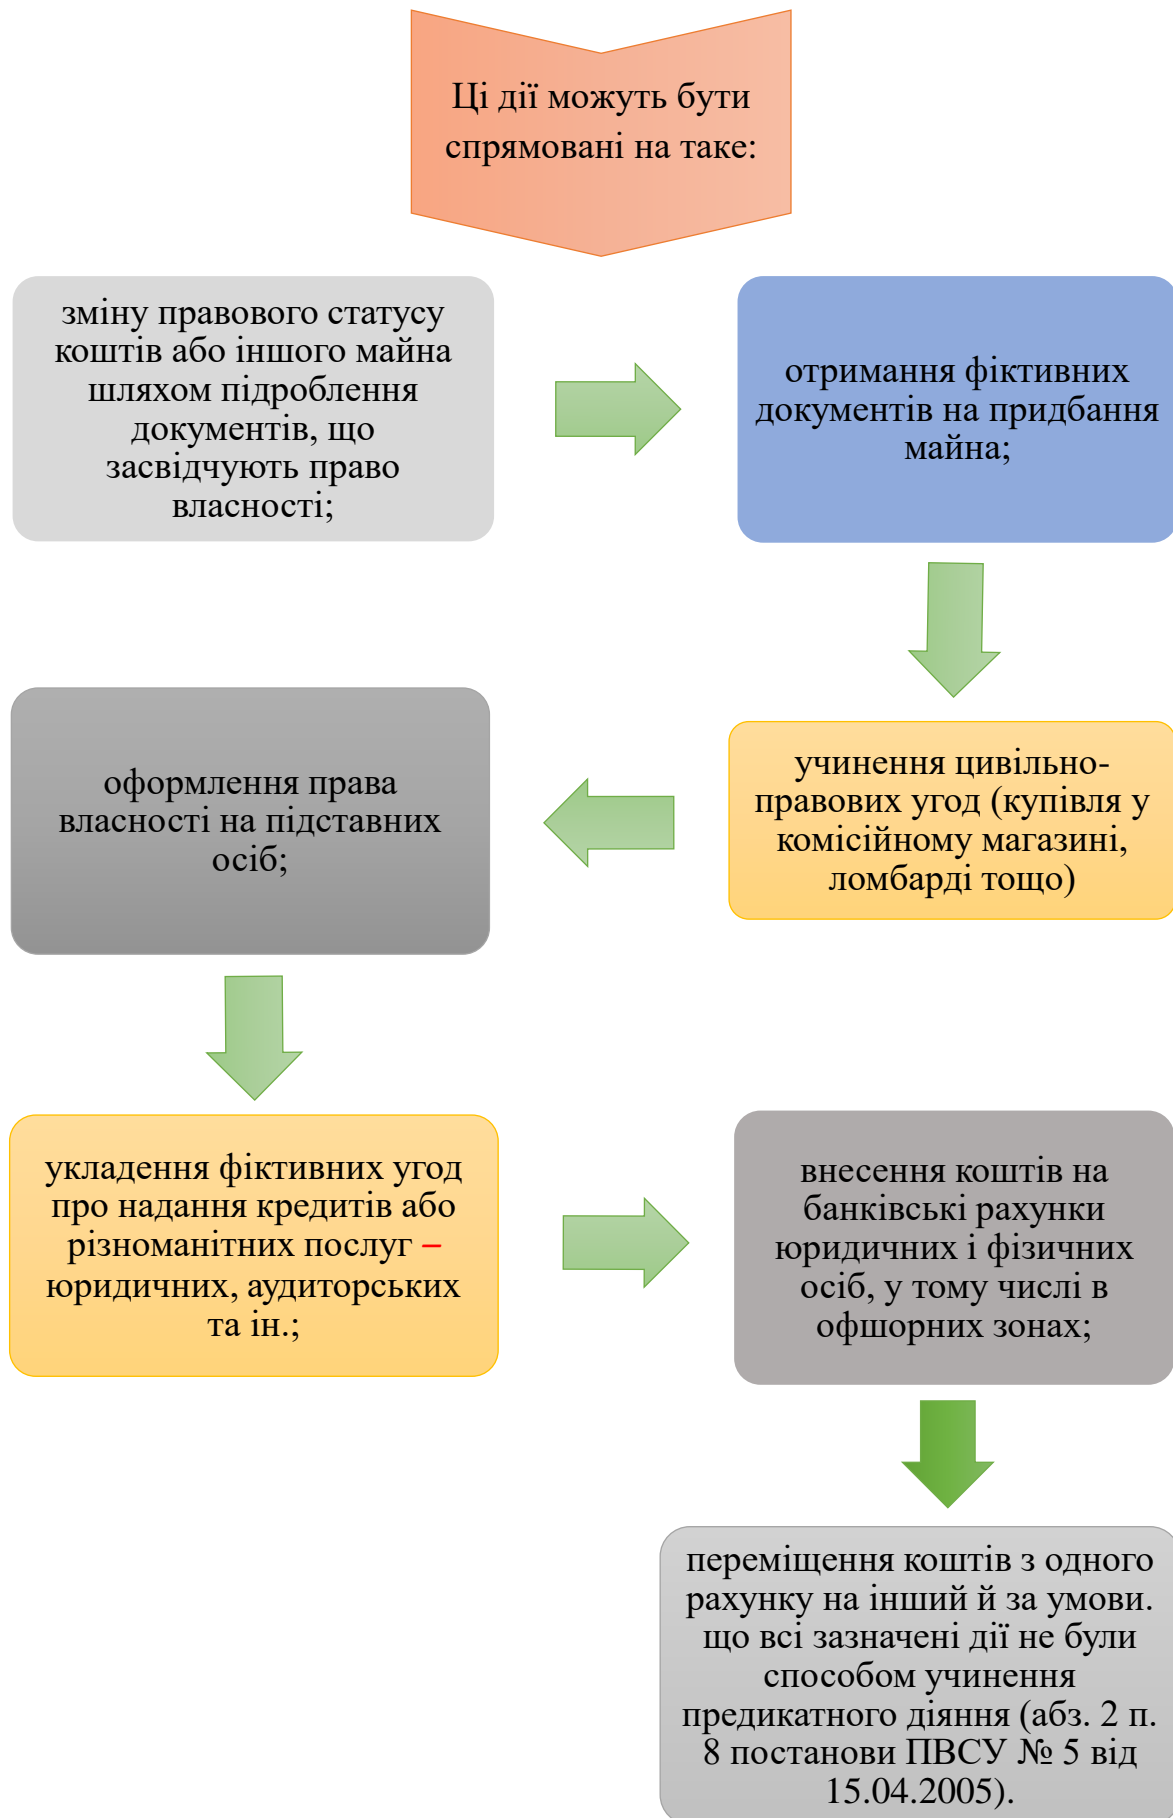 Ці дії можуть бути
спрямовані на таке:
зміну правового статусу
коштів або іншого майна
шляхом підроблення
документів, що
засвідчують право
власності;
отримання фіктивних
документів на придбання
майна;
учинення цивільно-
правових угод (купівля у
комісійному магазині,
ломбарді тощо)
оформлення права
власності на підставних
осіб;
укладення фіктивних угод
про надання кредитів або
різноманітних послуг –
юридичних, аудиторських
та ін.;
внесення коштів на
банківські рахунки
юридичних і фізичних
осіб, у тому числі в
офшорних зонах;
переміщення коштів з одного
рахунку на інший й за умови.
що всі зазначені дії не були
способом учинення
предикатного діяння (абз. 2 п.
8 постанови ПВСУ № 5 від
15.04.2005).